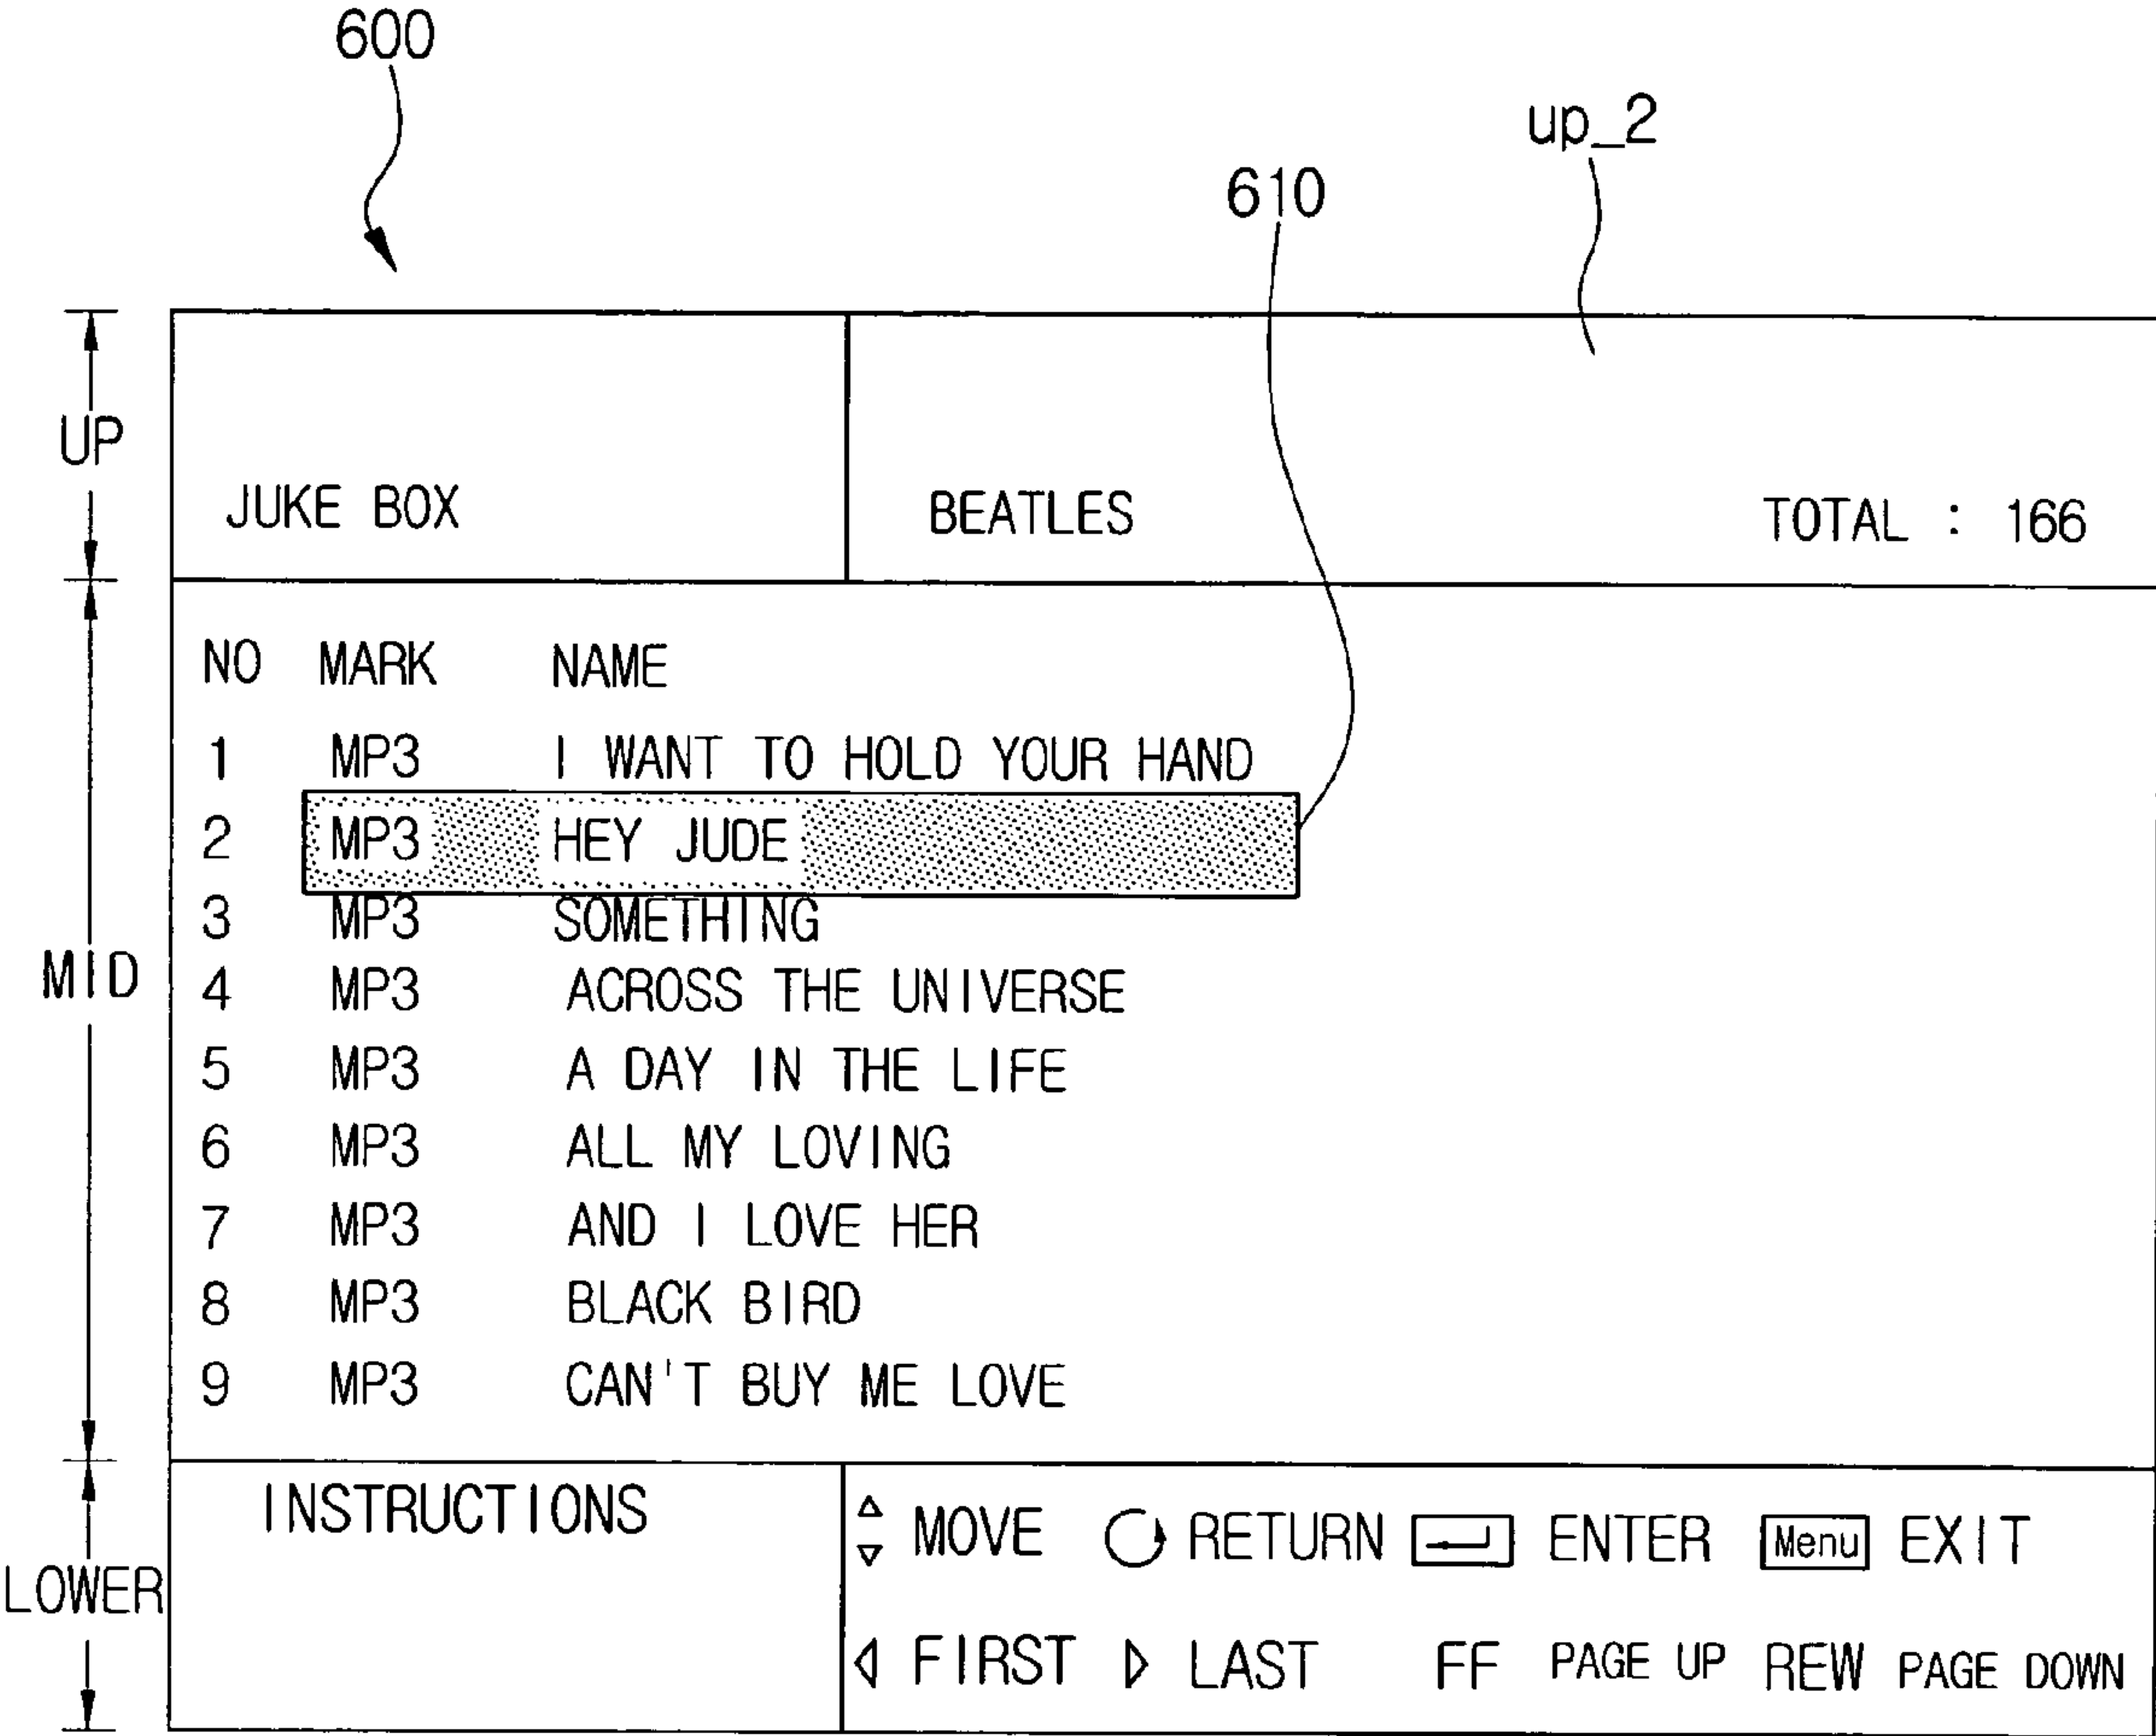 600
up_2
610
UP
JUKE BOX BEATLES TOTAL : 166
NO MARK NAME
1 MP3 I WANT TO HOLD YOUR HAND
2 MP3 HEY JUDE
3 MP3 SOMETHING
MID
4 MP3 ACROSS THE UNIVERSE
5 MP3 A DAY IN THE LIFE
6 MP3 ALL MY LOVING
7 MP3 AND I LOVE HER
8 MP3 BLACK BIRD
9 MP3 CAN'T BUY ME LOVE
LOWER
INSTRUCTIONS
MOVE RETURN ENTER Menu EXIT
FIRST LAST FF PAGE UP REW PAGE DOWN